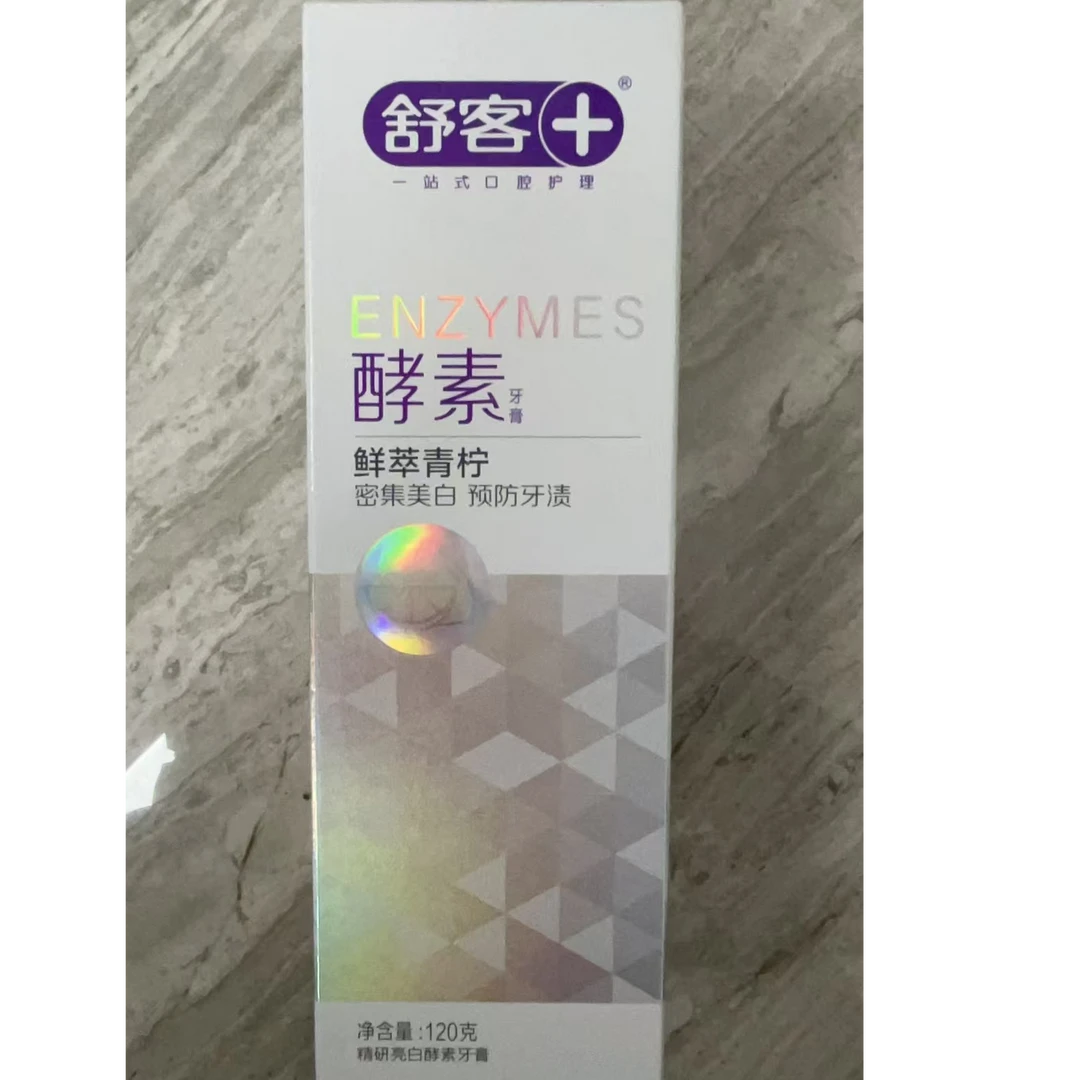 舒客+®
一站式口腔护理
ENZYMES
酵素牙膏
鲜萃青柠
密集美白 预防牙渍
净含量:120克
精研亮白酵素牙膏